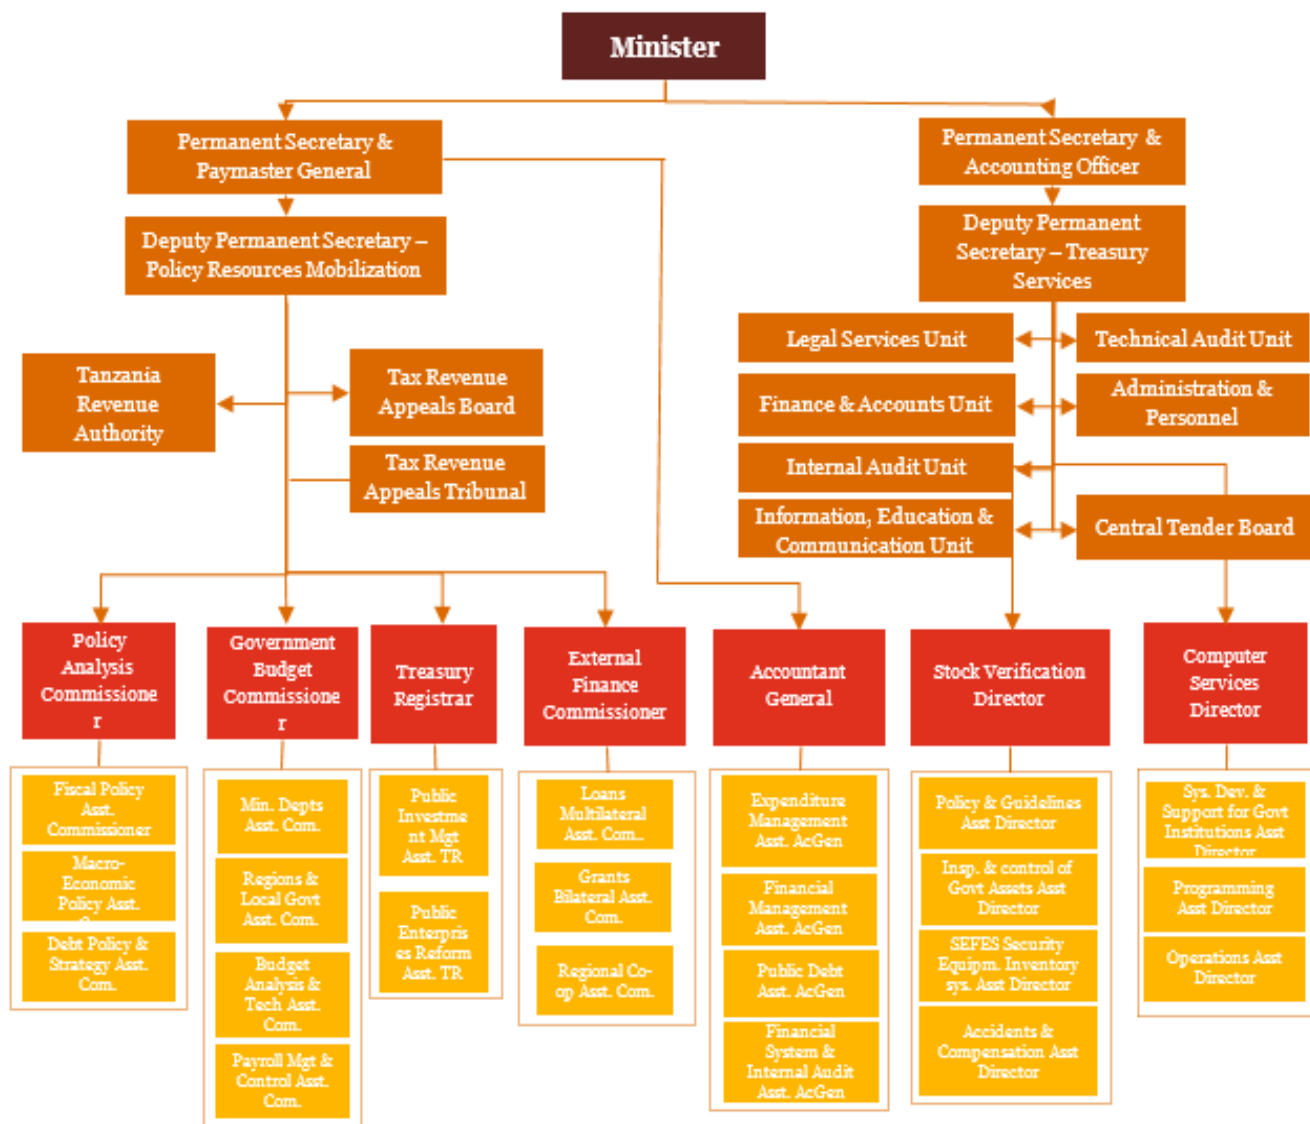 Minister
Permanent Secretary &
Paymaster General
Permanent Secretary &
Accounting Officer
Deputy Permanent Secretary –
Policy Resources Mobilization
Deputy Permanent
Secretary – Treasury
Services
Legal Services Unit
Technical Audit Unit
Tanzania
Revenue
Authority
Tax Revenue
Appeals Board
Finance & Accounts Unit
Administration &
Personnel
Tax Revenue
Appeals Tribunal
Internal Audit Unit
Information, Education &
Communication Unit
Central Tender Board
Policy
Analysis
Commissione
r
Government
Budget
Commissione
r
Treasury
Registrar
External
Finance
Commissioner
Accountant
General
Stock Verification
Director
Computer
Services
Director
Fiscal Policy
Asst.
Commissioner
Macro-
Economic
Policy Asst.
Debt Policy &
Strategy Asst.
Com.
Min. Depts
Asst. Com.
Regions &
Local Govt
Asst. Com.
Budget
Analysis &
Tech Asst.
Com.
Payroll Mgt &
Control Asst.
Com.
Public
Investme
nt Mgt
Asst. TR
Public
Enterpris
es Reform
Asst. TR
Loans
Multilateral
Asst. Com.
Grants
Bilateral Asst.
Com.
Regional Co-
op Asst. Com.
Expenditure
Management
Asst. AcGen
Financial
Management
Asst. AcGen
Public Debt
Asst. AcGen
Financial
System &
Internal Audit
Asst. AcGen
Policy & Guidelines
Asst Director
Insp. & control of
Govt Assets Asst
Director
SEFES Security
Equipm. Inventory
sys. Asst Director
Accidents &
Compensation Asst
Director
Sys. Dev. &
Support for Govt
Institutions Asst
Director
Programming
Asst Director
Operations Asst
Director